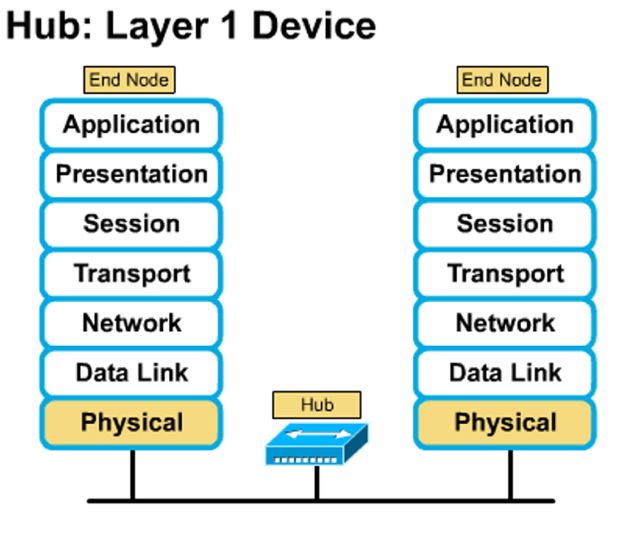 Hub: Layer 1 Device
End Node
Application
Presentation
Session
Transport
Network
Data Link
Physical
Hub
End Node
Application
Presentation
Session
Transport
Network
Data Link
Physical